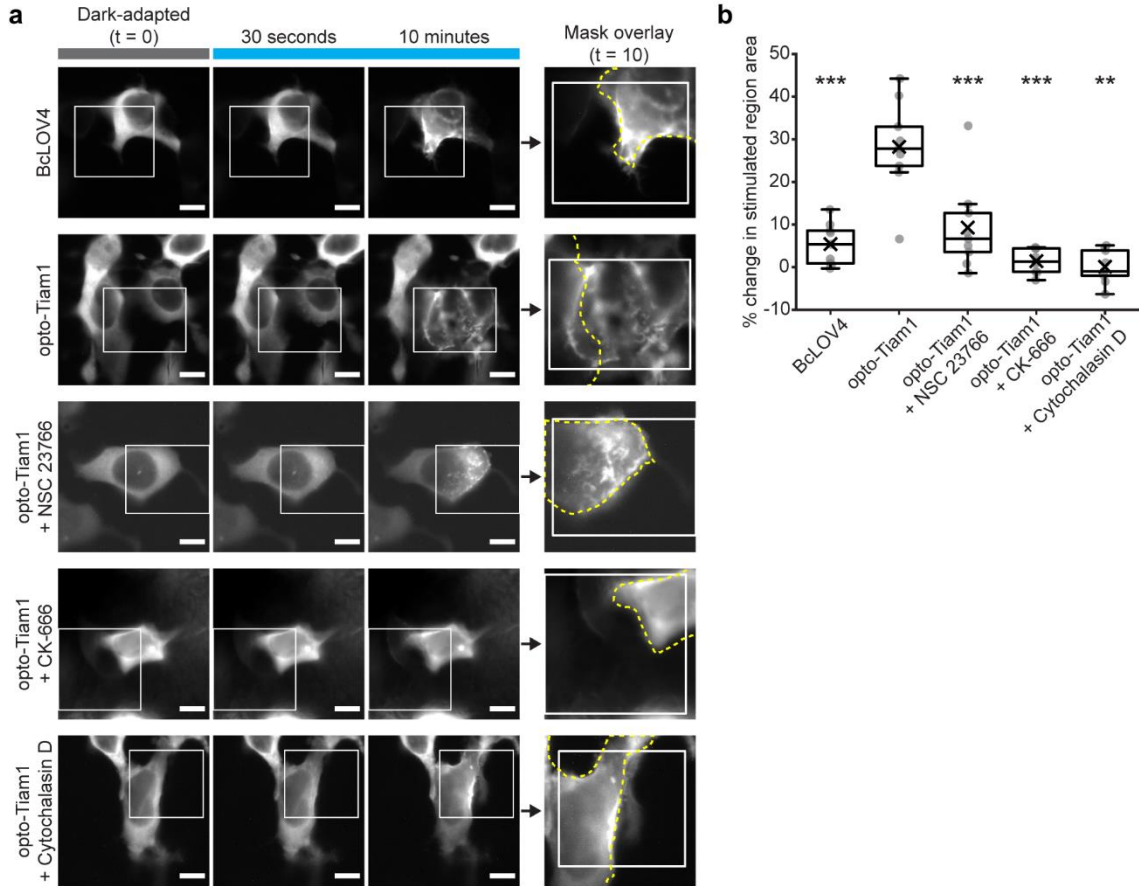 a
Dark-adapted
(t = 0)
30 seconds
10 minutes
Mask overlay
(t = 10)
BcLOV4
opto-Tiam1
opto-Tiam1
+ NSC 23766
opto-Tiam1
+ CK-666
opto-Tiam1
+ Cytochalasin D
b
% change in stimulated region area
50
40
30
20
10
0
-10
***
***
***
**
BcLOV4
opto-Tiam1
opto-Tiam1
+ NSC 23766
opto-Tiam1
+ CK-666
opto-Tiam1
+ Cytochalasin D